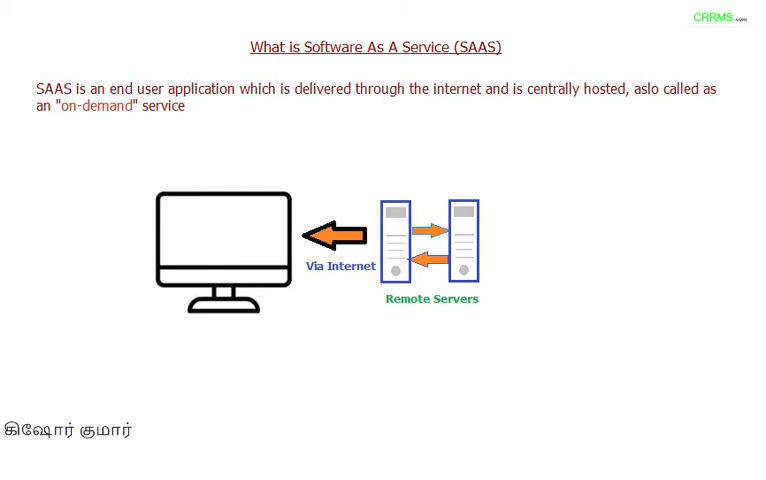 CRRMS.com
What is Software As A Service (SAAS)
SAAS is an end user application which is delivered through the internet and is centrally hosted, aslo called as
an "on-demand" service
Via Internet
Remote Servers
கிஷோர் குமார்